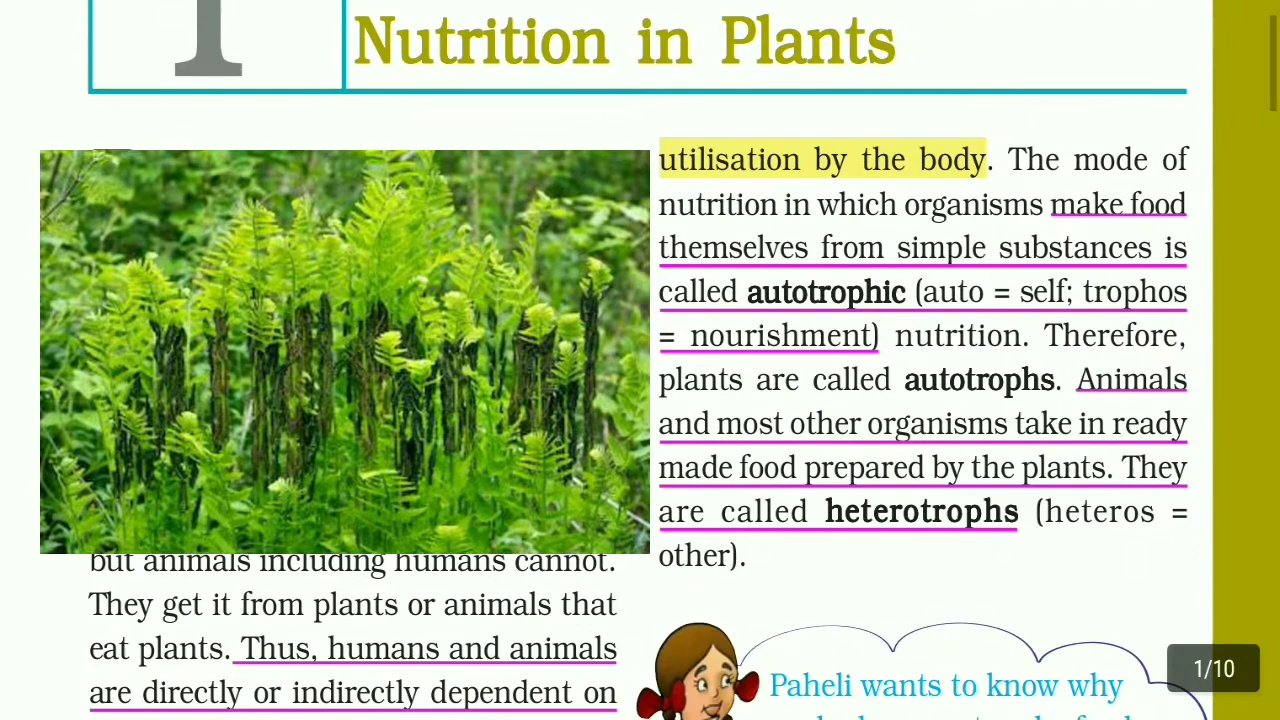 1
Nutrition in Plants
but animals including humans cannot.
They get it from plants or animals that
eat plants. Thus, humans and animals
are directly or indirectly dependent on
utilisation by the body. The mode of
nutrition in which organisms make food
themselves from simple substances is
called autotrophic (auto = self; trophos
= nourishment) nutrition. Therefore,
plants are called autotrophs. Animals
and most other organisms take in ready
made food prepared by the plants. They
are called heterotrophs (heteros =
other).
Paheli wants to know why
1/10